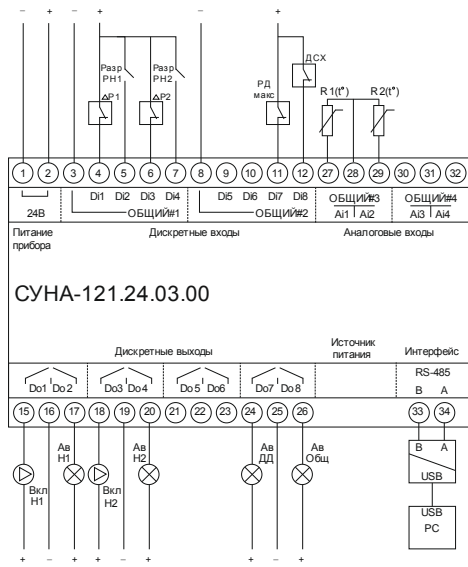 – + – + – +
Разр РН1
Разр РН2
ДСХ
ΔP1
ΔP2
РД макс
R1(t°)
R2(t°)
1 2 3 4 5 6 7 8 9 10 11 12 27 28 29 30 31 32
Di1 Di2 Di3 Di4 Di5 Di6 Di7 Di8
ОБЩИЙ#3 ОБЩИЙ#4
24В ОБЩИЙ#1 ОБЩИЙ#2
Ai1 Ai2 Ai3 Ai4
Питание прибора
Дискретные входы
Аналоговые входы
СУНА-121.24.03.00
Дискретные выходы
Источник питания
Интерфейс
RS-485
Do1 Do2 Do3 Do4 Do5 Do6 Do7 Do8
B A
15 16 17 18 19 20 21 22 23 24 25 26 33 34
Ав Н1
Ав Н2
Ав ДД
Ав Общ
Вкл Н1
Вкл Н2
B A
USB
USB
PC
+ – + + – + + – +